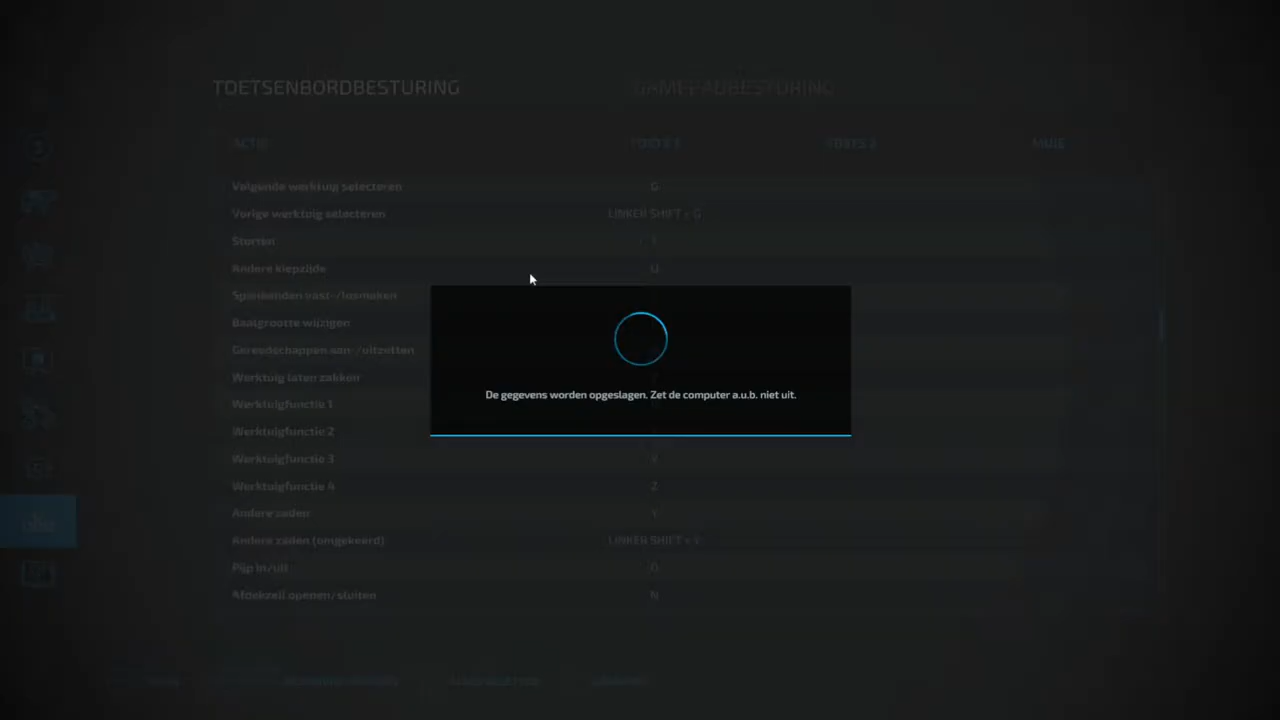 TOETSENBORDBESTURING GAMEPADBESTURING
ACTIE TOETS 1 TOETS 2 MUIS
Volgende werktuig selecteren G
Vorige werktuig selecteren LINKER SHIFT + G
Storten
Andere kiepzijde U
Spanbanden vast-/losmaken
Baalgrootte wijzigen
Gereedschappen aan-/uitzetten
De gegevens worden opgeslagen. Zet de computer a.u.b. niet uit.
Werktuig laten zakken
Werktuigfunctie 1
Werktuigfunctie 2
Werktuigfunctie 3 V
Werktuigfunctie 4 Z
Andere zaden Y
Andere zaden (omgekeerd) LINKER SHIFT + Y
Pijp in/uit O
Afdekzeil openen/sluiten N